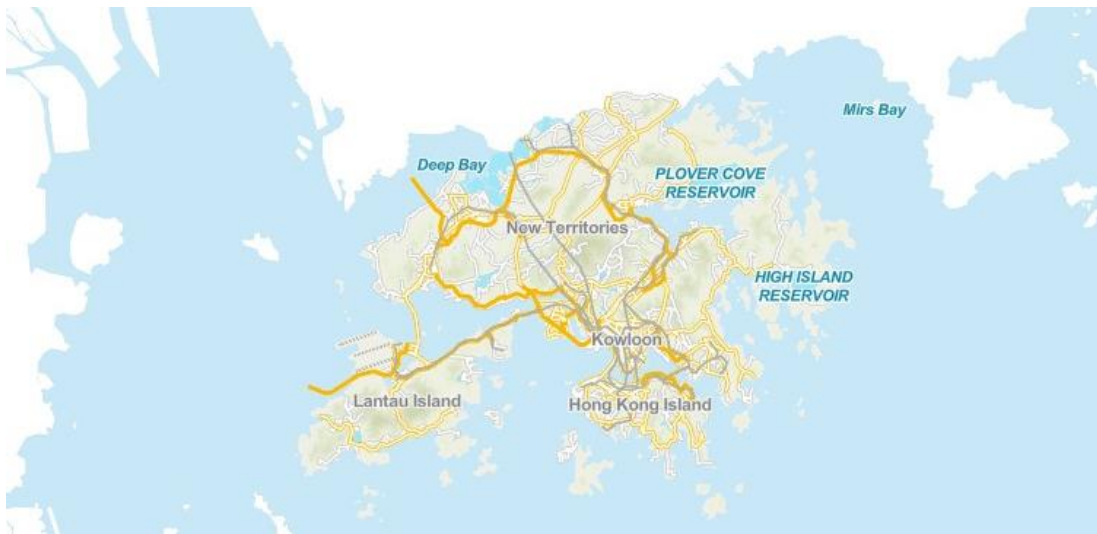 Mirs Bay
Deep Bay
PLOVER COVE
RESERVOIR
New Territories
HIGH ISLAND
RESERVOIR
Kowloon
Lantau Island
Hong Kong Island